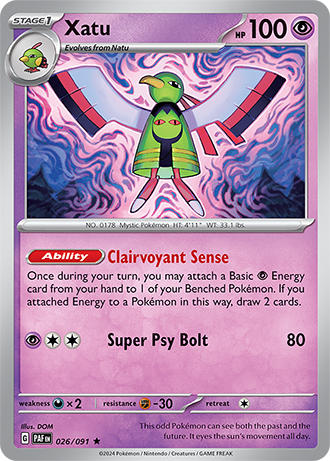 STAGE 1 Xatu HP 100
Evolves from Natu
NO. 0178 Mystic Pokémon HT: 4'11" WT: 33.1 lbs.
Ability Clairvoyant Sense
Once during your turn, you may attach a Basic Energy
card from your hand to 1 of your Benched Pokémon. If you
attached Energy to a Pokémon in this way, draw 2 cards.
Super Psy Bolt 80
weakness ×2 resistance -30 retreat
Illus. DOM
This odd Pokémon can see both the past and the
future. It eyes the sun's movement all day.
G PAF EN 026/091 ★
©2024 Pokémon / Nintendo / Creatures / GAME FREAK